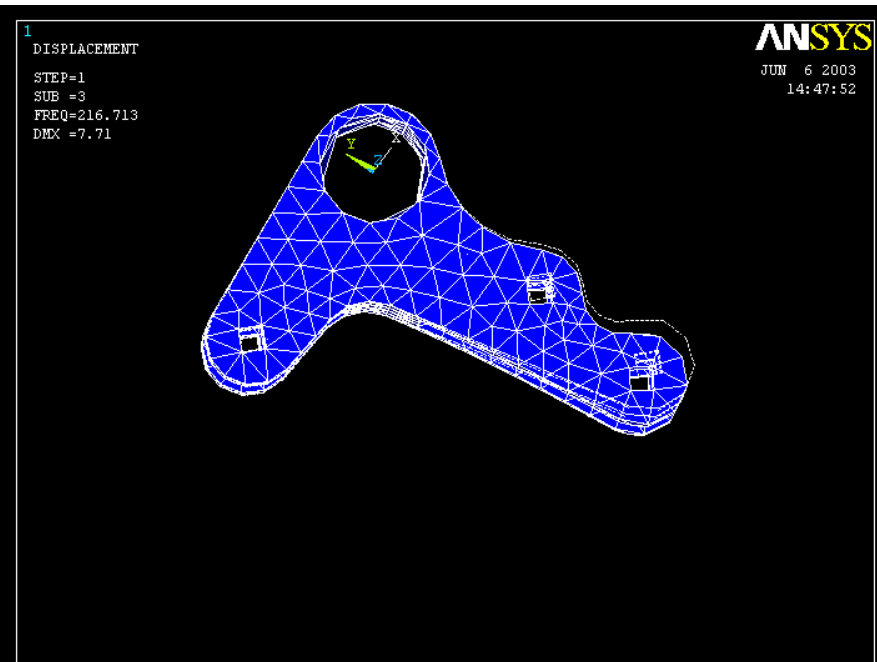 1
DISPLACEMENT
STEP=1
SUB =3
FREQ=216.713
DMX =7.71
ANSYS
JUN 6 2003
14:47:52
Y
X
Z